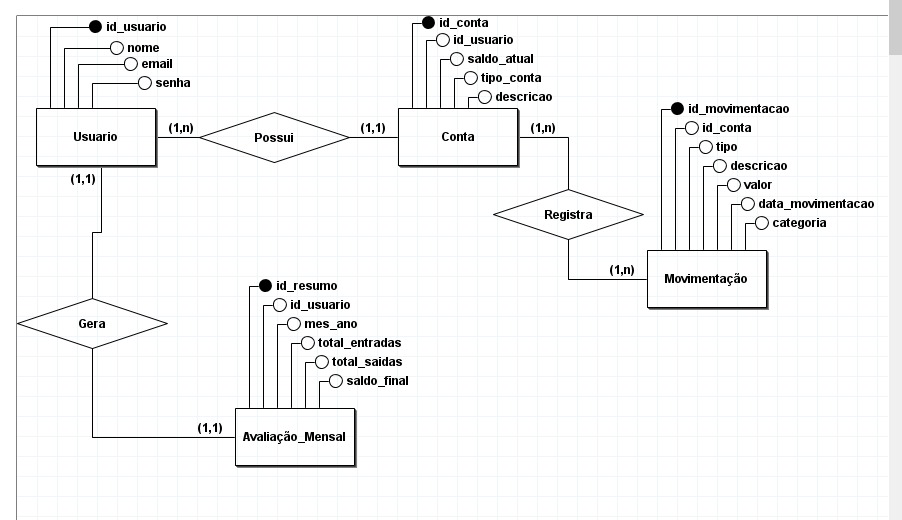 id_usuario
nome
email
senha
Usuario
(1,n)
Possui
(1,1)
id_conta
id_usuario
saldo_atual
tipo_conta
descricao
Conta
(1,n)
Registra
(1,n)
id_movimentacao
id_conta
tipo
descricao
valor
data_movimentacao
categoria
Movimentação
(1,1)
Gera
(1,1)
id_resumo
id_usuario
mes_ano
total_entradas
total_saidas
saldo_final
Avaliação_Mensal